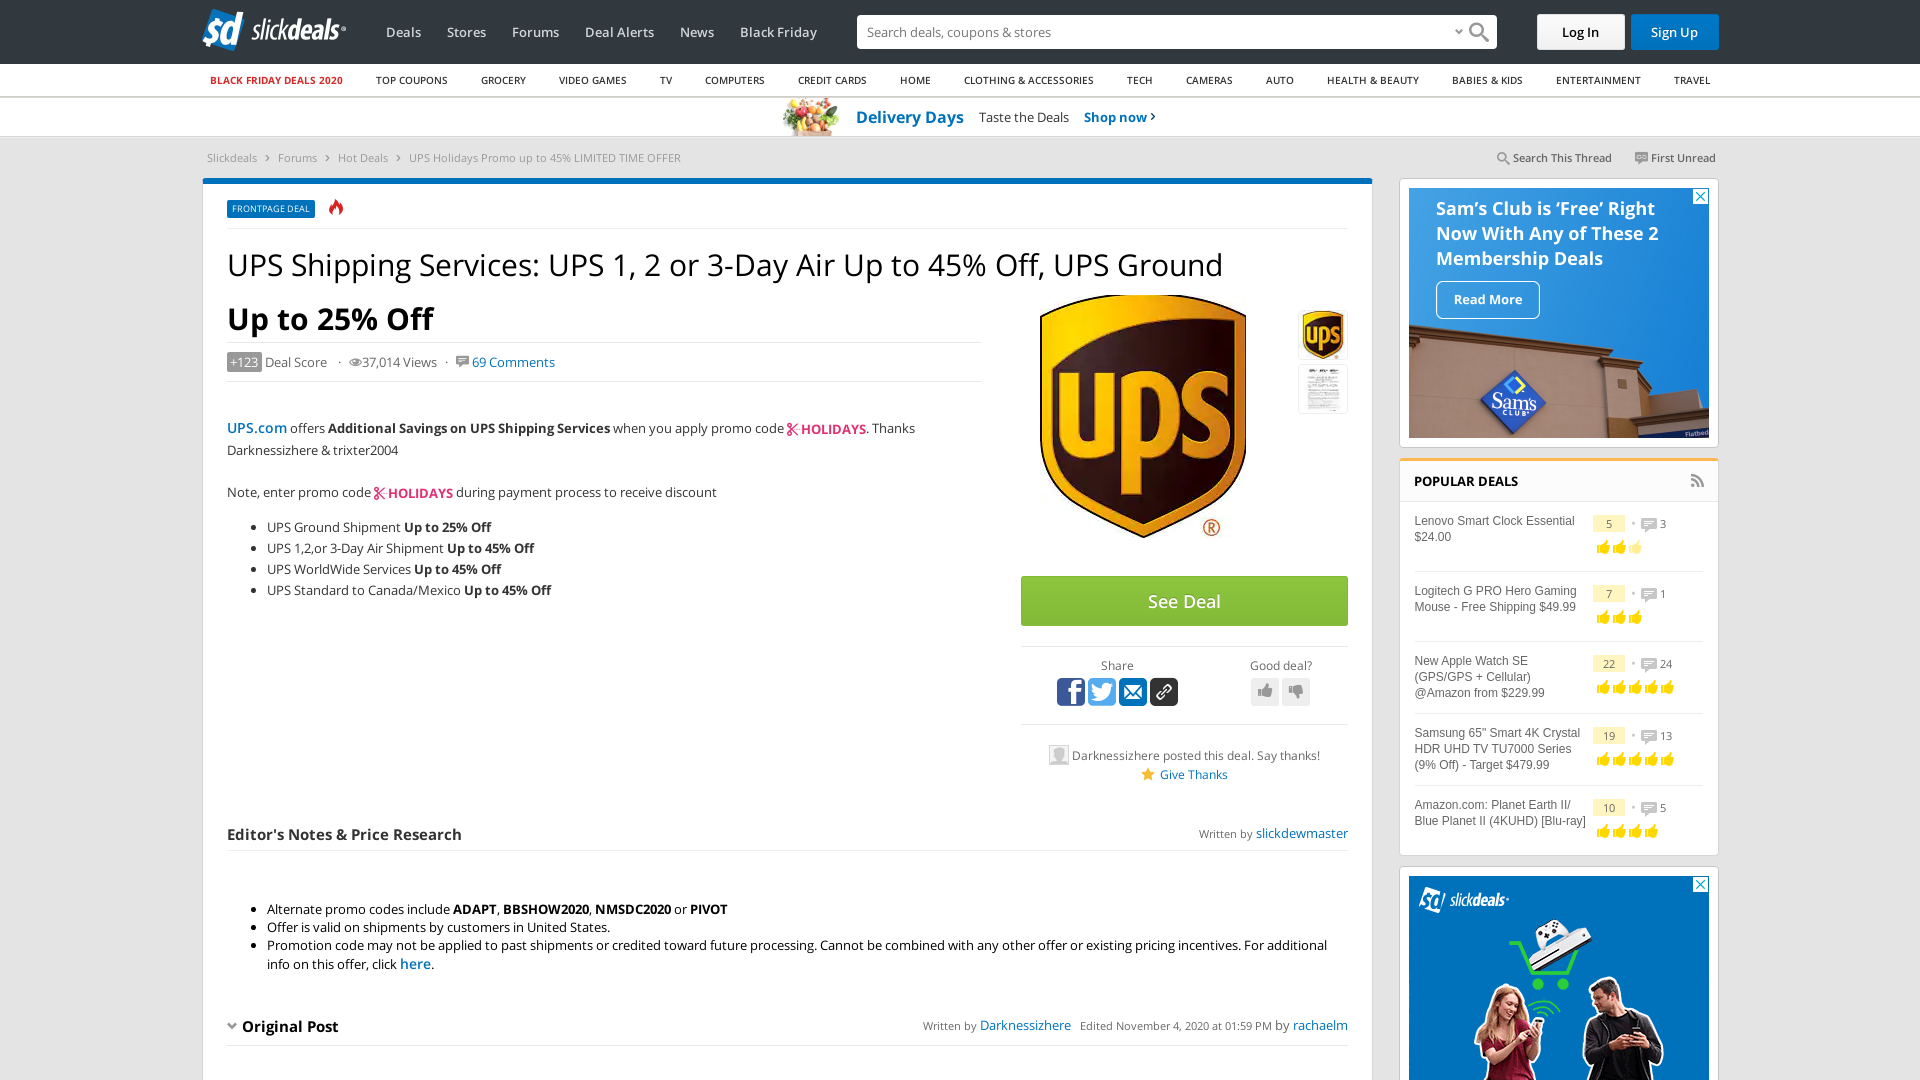 sd slickdeals
Deals
Stores
Forums
Deal Alerts
News
Black Friday
Search deals, coupons & shopping
Log In
Sign Up
BLACK FRIDAY DEALS 2020
TOP COUPONS
GROCERY
VIDEO GAMES
TV
COMPUTERS
CREDIT CARDS
HOME
CLOTHING & ACCESSORIES
TECH
CAMERAS
AUTO
HEALTH & BEAUTY
BABIES & KIDS
ENTERTAINMENT
TRAVEL
Delivery Days Taste the Deals Shop now ›
Slickdeals › Forums › Hot Deals › UPS Holidays Promo up to 45% LIMITED TIME OFFER
Search This Thread
First Unread
FRONTPAGE DEAL
UPS Shipping Services: UPS 1, 2 or 3-Day Air Up to 45% Off, UPS Ground
Up to 25% Off
+123 Deal Score · 37,014 Views · 69 Comments
UPS.com offers Additional Savings on UPS Shipping Services when you apply promo code HOLIDAYS. Thanks
Darknessizhere & trixter2004
Note, enter promo code HOLIDAYS during payment process to receive discount
• UPS Ground Shipment Up to 25% Off
• UPS 1,2,or 3-Day Air Shipment Up to 45% Off
• UPS WorldWide Services Up to 45% Off
• UPS Standard to Canada/Mexico Up to 45% Off
ups
®
ups
See Deal
Share
Good deal?
Darknessizhere posted this deal. Say thanks!
Give Thanks
Editor's Notes & Price Research
Written by slickdewmaster
• Alternate promo codes include ADAPT, BBSHOW2020, NMSDC2020 or PIVOT
• Offer is valid on shipments by customers in United States.
• Promotion code may not be applied to past shipments or credited toward future processing. Cannot be combined with any other offer or existing pricing incentives. For additional
info on this offer, click here.
Original Post
Written by Darknessizhere Edited November 4, 2020 at 01:59 PM by rachaelm
Sam's Club is ‘Free’ Right
Now With Any of These 2
Membership Deals
Read More
Sam's
CLUB
Flatbed
POPULAR DEALS
Lenovo Smart Clock Essential
$24.00
5 • 3
Logitech G PRO Hero Gaming
Mouse - Free Shipping $49.99
7 • 1
New Apple Watch SE
(GPS/GPS + Cellular)
@Amazon from $229.99
22 • 24
Samsung 65" Smart 4K Crystal
HDR UHD TV TU7000 Series
(9% Off) - Target $479.99
19 • 13
Amazon.com: Planet Earth II/
Blue Planet II (4KUHD) [Blu-ray]
10 • 5
sd slickdeals